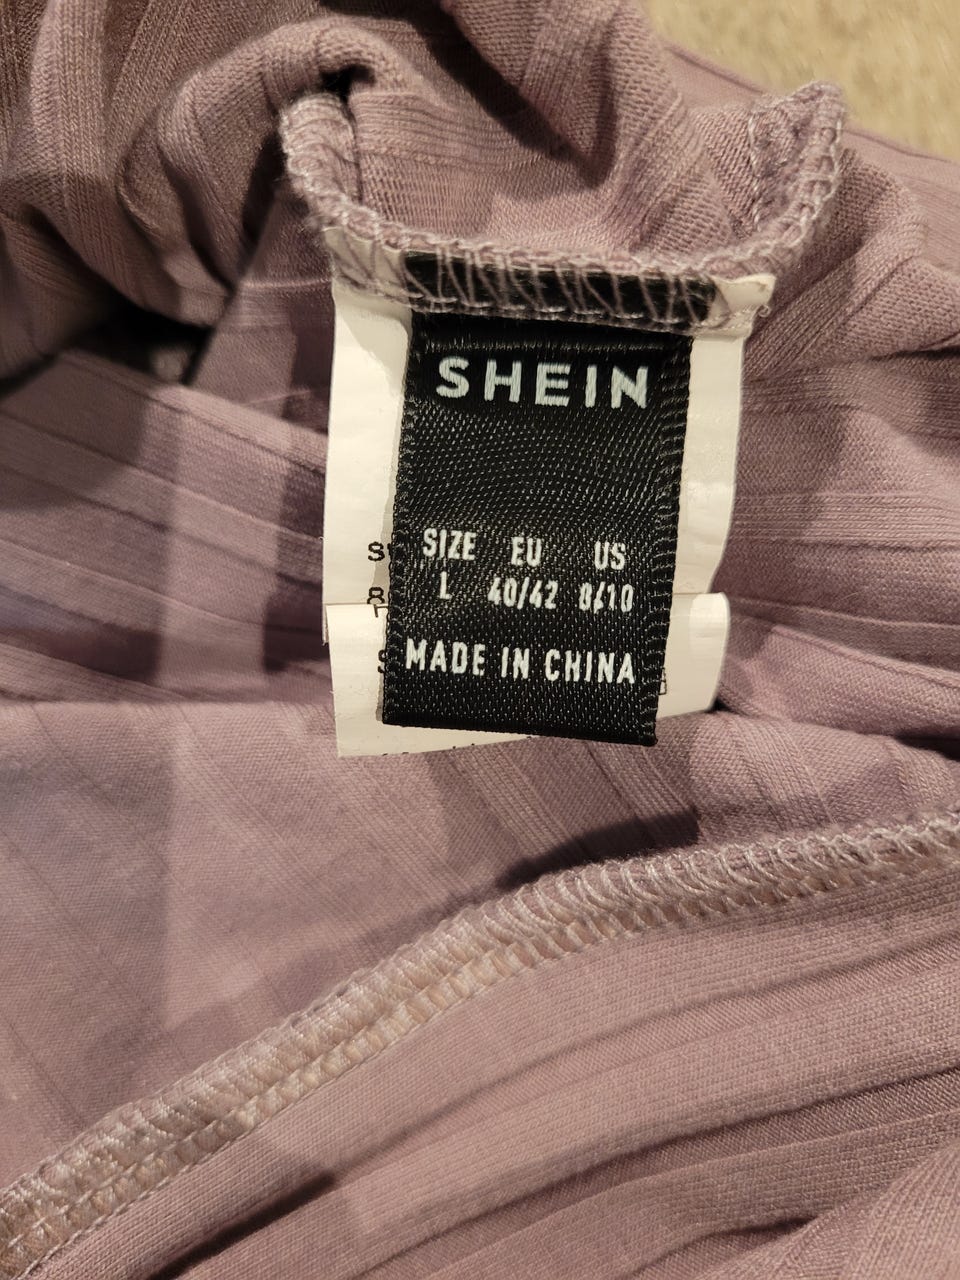 SHEIN
SIZE EU US
L 40/42 8/10
MADE IN CHINA